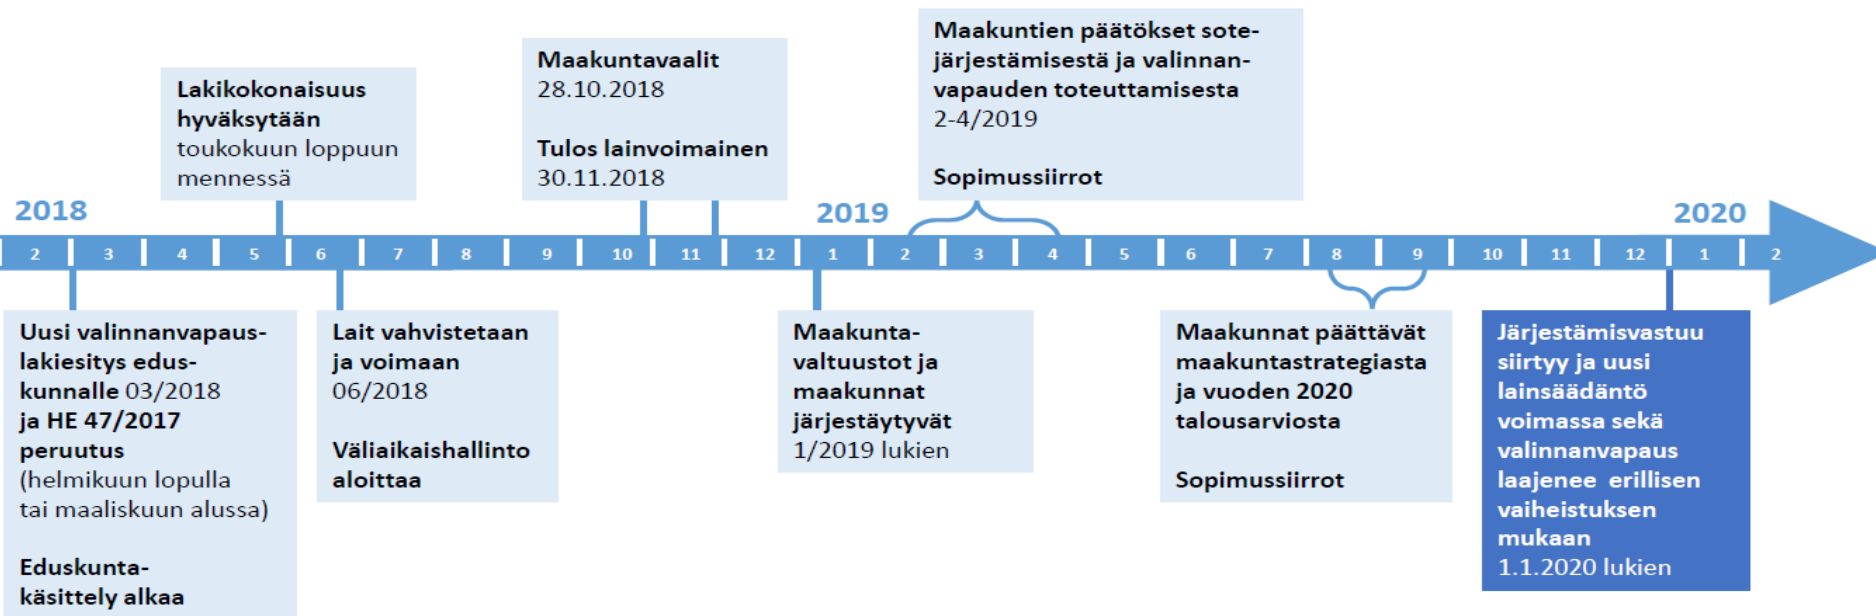 Lakikokonaisuus
hyväksytään
toukokuun loppuun
mennessä
Maakuntavaalit
28.10.2018
Tulos lainvoimainen
30.11.2018
Maakuntien päätökset sote-
järjestämisestä ja valinnan-
vapauden toteuttamisesta
2-4/2019
Sopimussiirrot
2018 2019 2020
2 3 4 5 6 7 8 9 10 11 12 1 2 3 4 5 6 7 8 9 10 11 12 1 2
Uusi valinnanvapaus-
lakiesitys edus-
kunnalle 03/2018
ja HE 47/2017
peruutus
(helmikuun lopulla
tai maaliskuun alussa)
Eduskunta-
käsittely alkaa
Lait vahvistetaan
ja voimaan
06/2018
Väliaikaishallinto
aloittaa
Maakunta-
valtuustot ja
maakunnat
järjestäytyvät
1/2019 lukien
Maakunnat päättävät
maakuntastrategiasta
ja vuoden 2020
talousarviosta
Sopimussiirrot
Järjestämisvastuu
siirtyy ja uusi
lainsäädäntö
voimassa sekä
valinnanvapaus
laajenee erillisen
vaiheistuksen
mukaan
1.1.2020 lukien